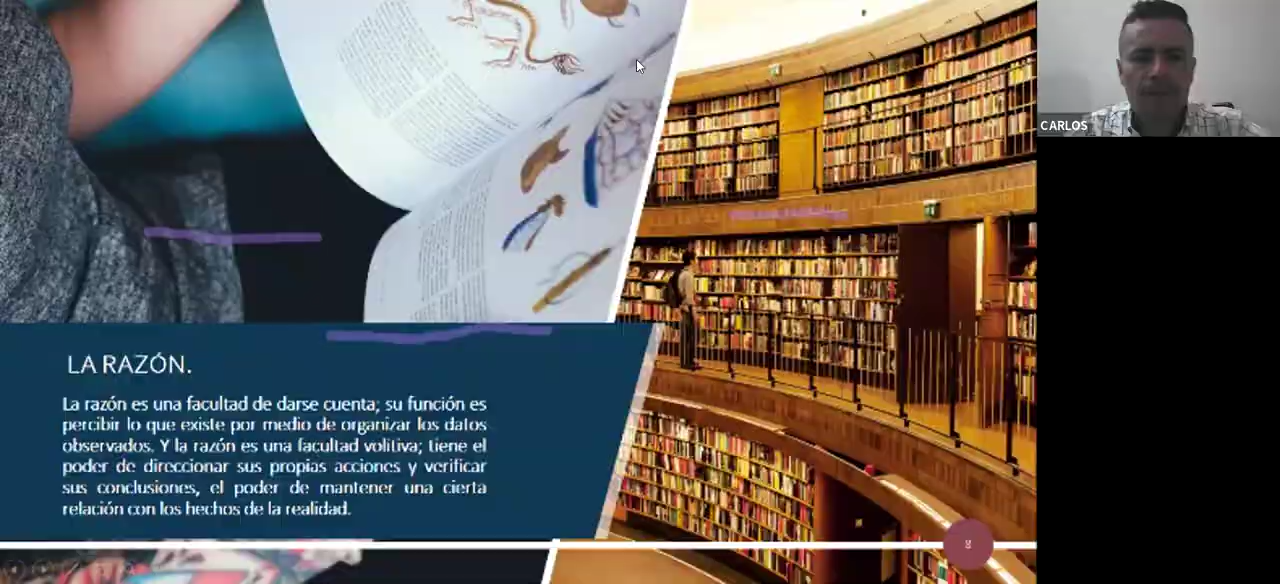 CARLOS
LA RAZÓN.
La razón es una facultad de darse cuenta; su función es
percibir lo que existe por medio de organizar los datos
observados. Y la razón es una facultad volitiva; tiene el
poder de direccionar sus propias acciones y verificar
sus conclusiones, el poder de mantener una cierta
relación con los hechos de la realidad.
8